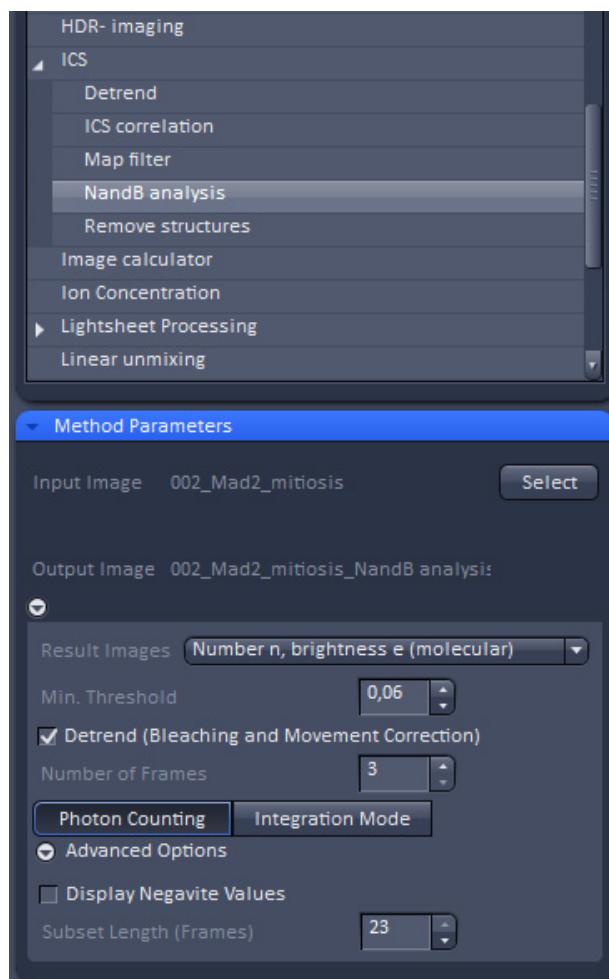 HDR- imaging
ICS
Detrend
ICS correlation
Map filter
NandB analysis
Remove structures
Image calculator
Ion Concentration
Lightsheet Processing
Linear unmixing
Method Parameters
Input Image 002_Mad2_mitiosis Select
Output Image 002_Mad2_mitiosis_NandB analysis
Result Images Number n, brightness e (molecular)
Min. Threshold 0,06
Detrend (Bleaching and Movement Correction)
Number of Frames 3
Photon Counting Integration Mode
Advanced Options
Display Negavite Values
Subset Length (Frames) 23